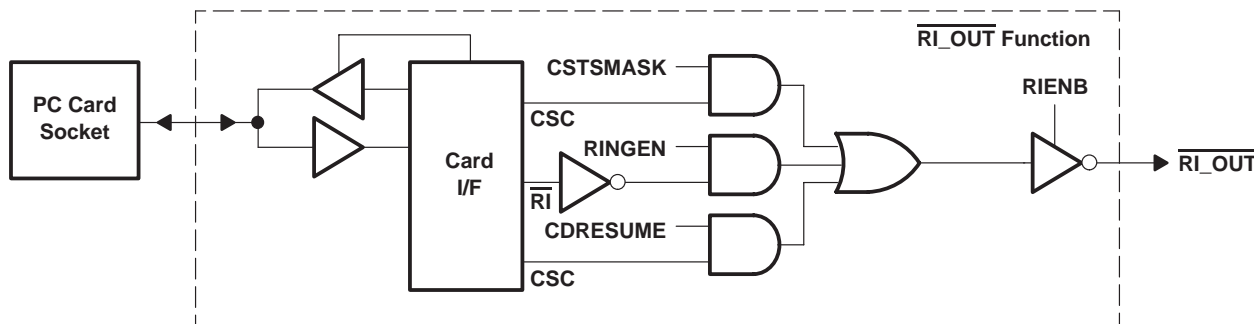 RI_OUT Function
PC Card
Socket
CSTSMASK
CSC
RIENB
RINGEN
Card
I/F
RI
RI_OUT
CDRESUME
CSC